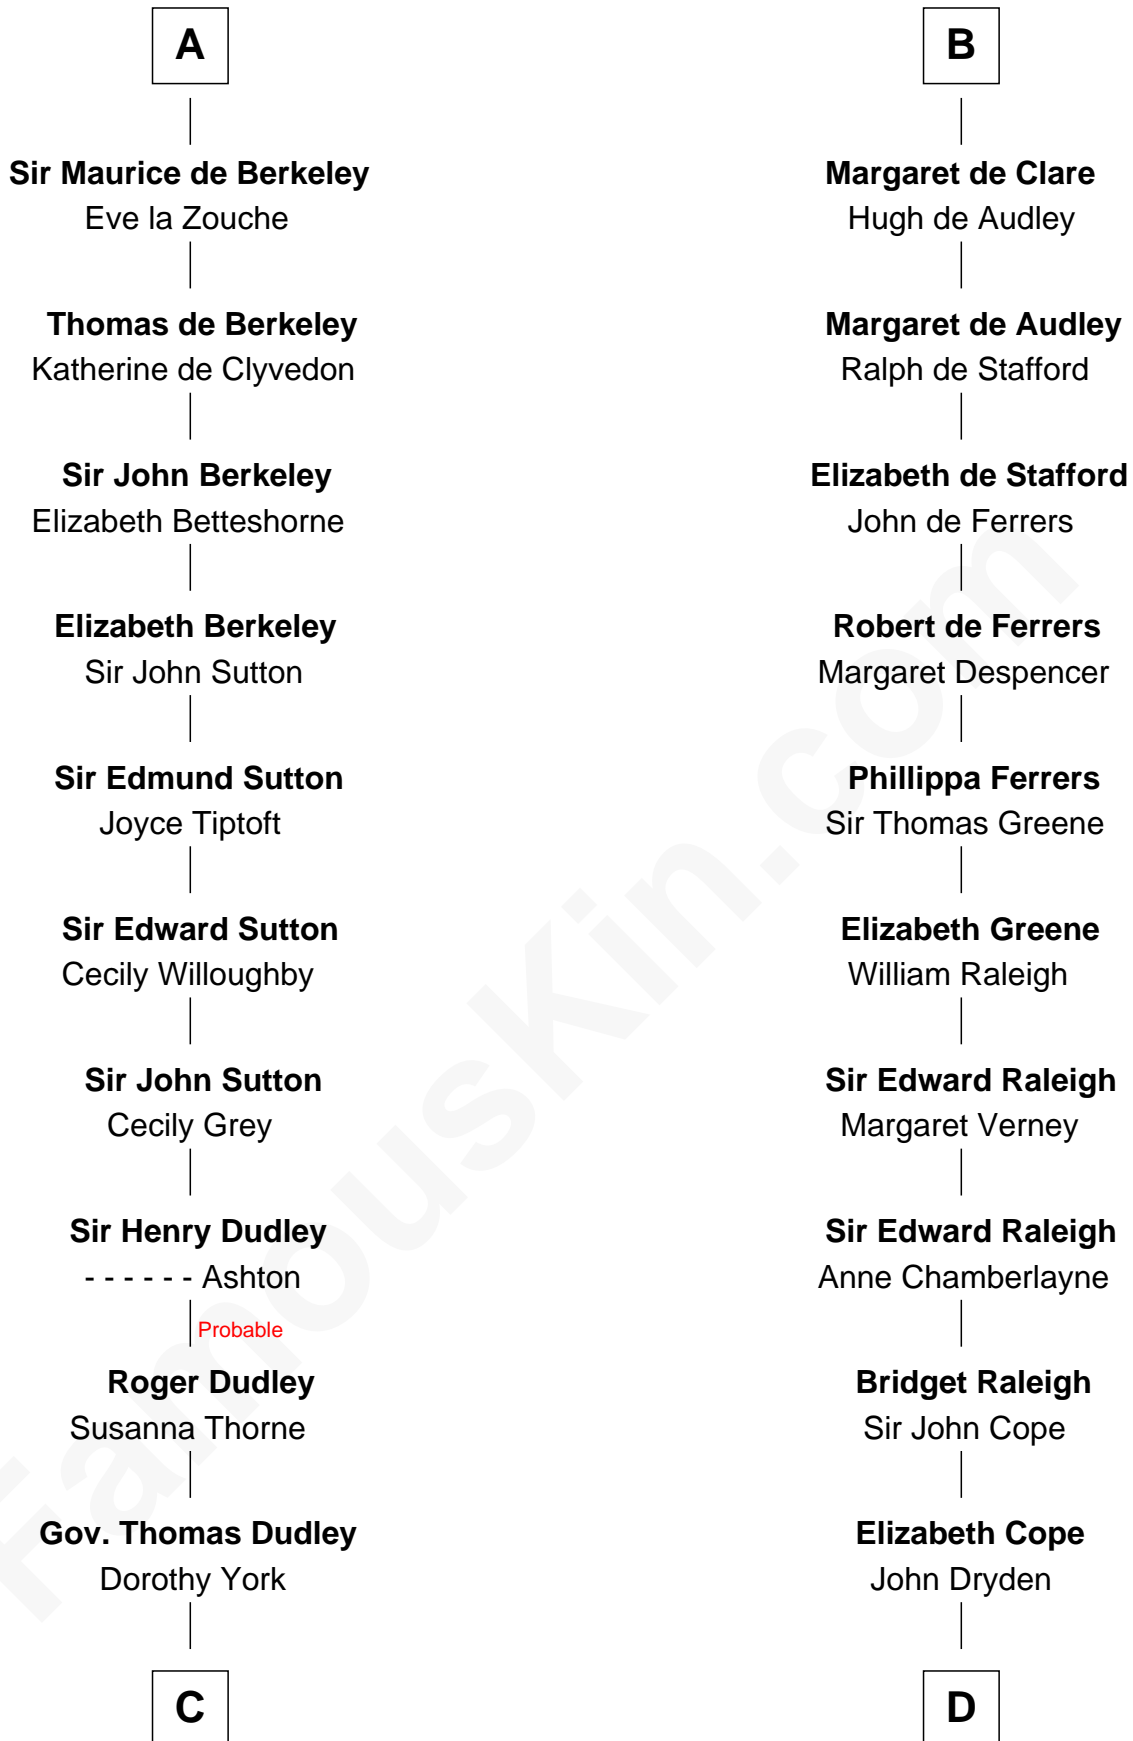 A
Sir Maurice de Berkeley
Eve la Zouche
Thomas de Berkeley
Katherine de Clyvedon
Sir John Berkeley
Elizabeth Betteshorne
Elizabeth Berkeley
Sir John Sutton
Sir Edmund Sutton
Joyce Tiptoft
Sir Edward Sutton
Cecily Willoughby
Sir John Sutton
Cecily Grey
Sir Henry Dudley
- - - - - - Ashton
Probable
Roger Dudley
Susanna Thorne
Gov. Thomas Dudley
Dorothy York
C
B
Margaret de Clare
Hugh de Audley
Margaret de Audley
Ralph de Stafford
Elizabeth de Stafford
John de Ferrers
Robert de Ferrers
Margaret Despencer
Phillippa Ferrers
Sir Thomas Greene
Elizabeth Greene
William Raleigh
Sir Edward Raleigh
Margaret Verney
Sir Edward Raleigh
Anne Chamberlayne
Bridget Raleigh
Sir John Cope
Elizabeth Cope
John Dryden
D
FamousKin.com